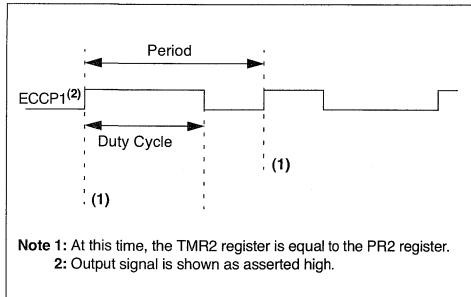 Period
ECCP1(2)
Duty Cycle
(1)
(1)
Note 1: At this time, the TMR2 register is equal to the PR2 register.
2: Output signal is shown as asserted high.